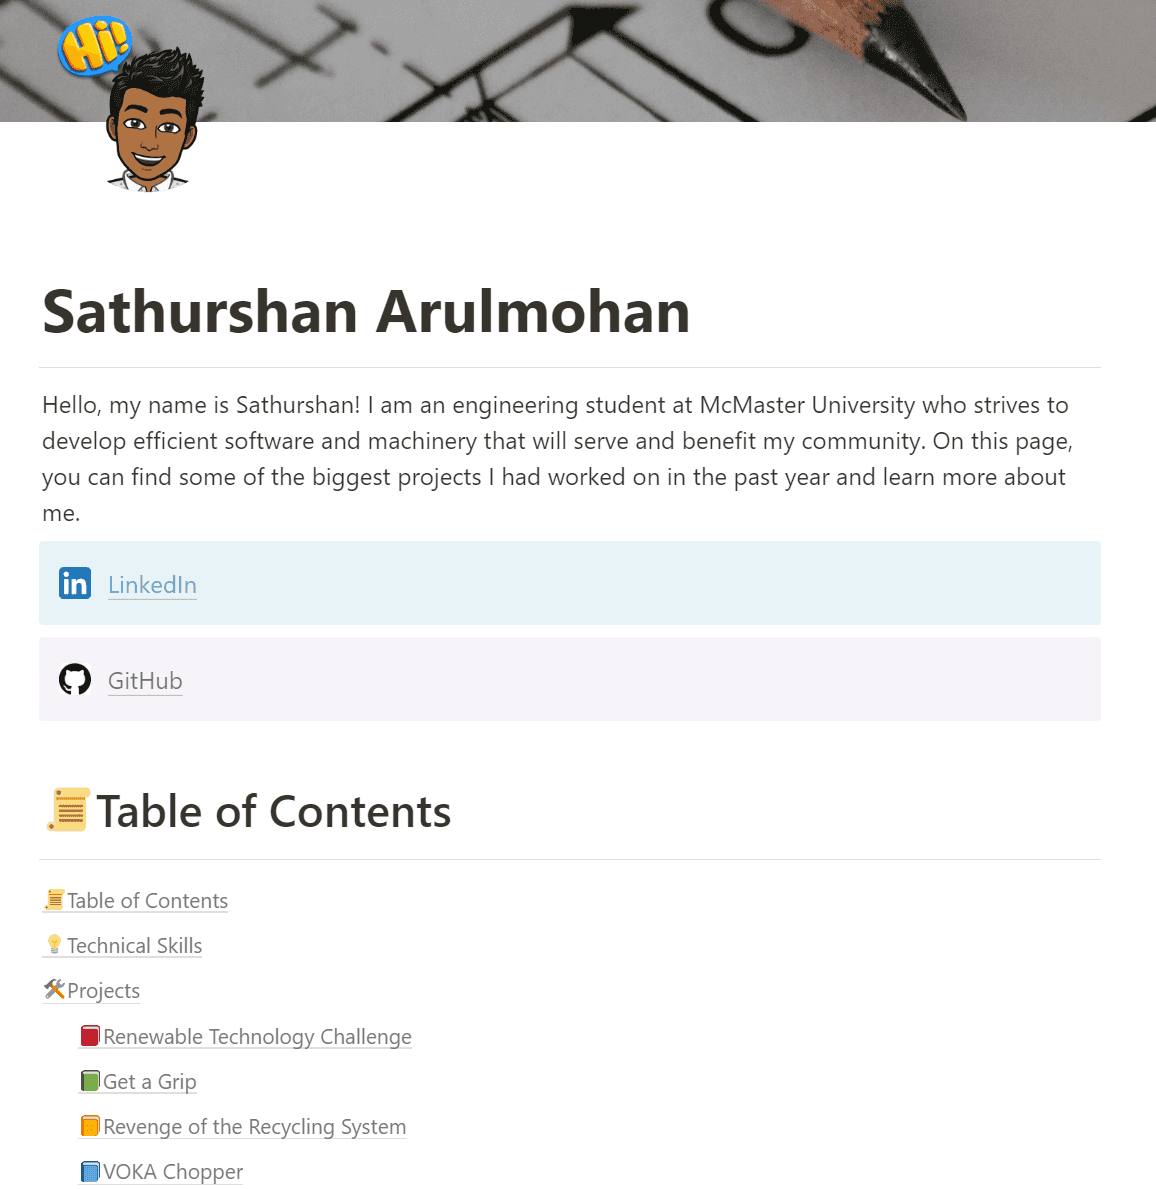 Hi!
Sathurshan Arulmohan
Hello, my name is Sathurshan! I am an engineering student at McMaster University who strives to
develop efficient software and machinery that will serve and benefit my community. On this page,
you can find some of the biggest projects I had worked on in the past year and learn more about
me.
in LinkedIn
GitHub
Table of Contents
Table of Contents
Technical Skills
Projects
Renewable Technology Challenge
Get a Grip
Revenge of the Recycling System
VOKA Chopper